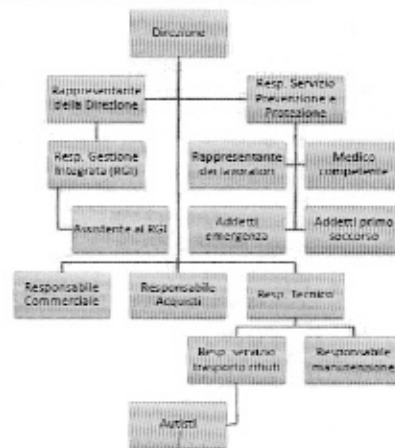 Direzione
Rappresentante
della Direzione
Resp. Servizio
Prevenzione e
Protezione
Resp. Gestione
Integrata (RGI)
Rappresentante
dei lavoratori
Medico
competente
Assistente al RGI
Addetti
emergenza
Addetti primo
soccorso
Responsabile
Commerciale
Responsabile
Acquisti
Resp. Tecnico
Resp. servizio
trasporto rifiuti
Responsabile
manutenzione
Autisti